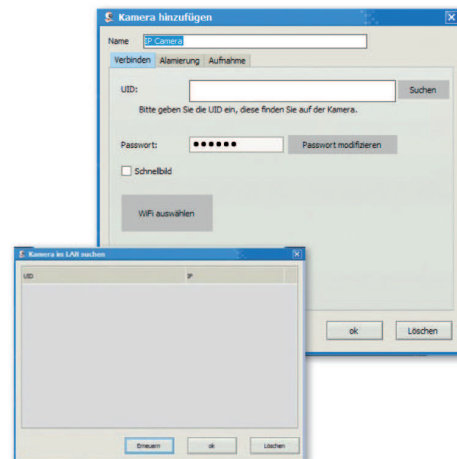 Kamera hinzufügen
Name IP Camera
Verbinden Alamierung Aufnahme
UID: Suchen
Bitte geben Sie die UID ein, diese finden Sie auf der Kamera.
Passwort: ●●●●●● Passwort modifizieren
Schnellbild
WiFi auswählen
ok Löschen
Kamera im LAN suchen
UID IP
Erneuern ok Löschen